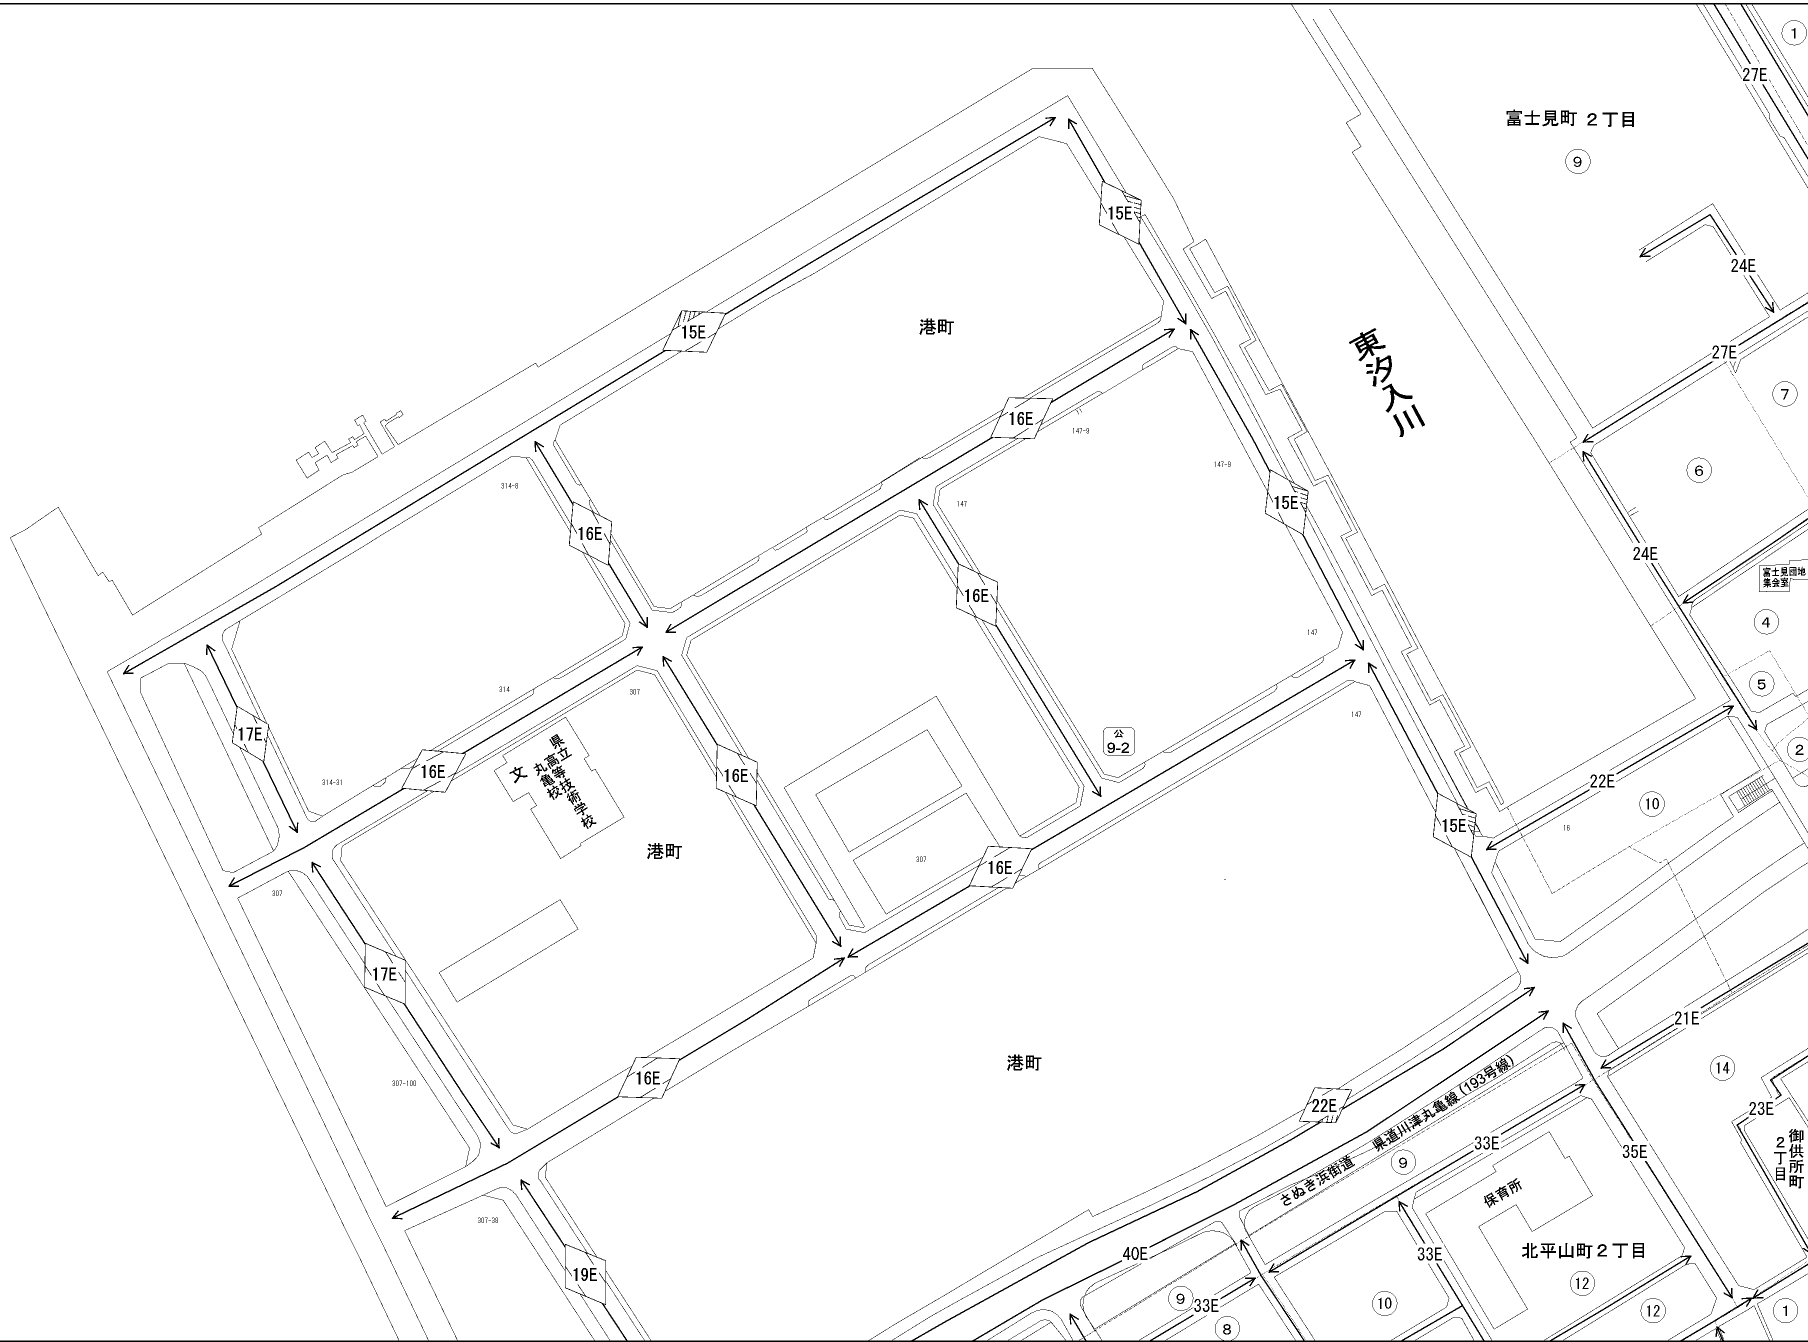 1
27E
富士見町 2丁目
9
15E
24E
15E
港町
27E
東汐入川
7
16E
147-9
147-9
6
314-8
147
15E
16E
24E
富士見団地
集会室
16E
4
147
5
314
307
147
17E
公
9-2
県立
丸亀高等技術学校
文
2
16E
16E
22E
314-31
10
15E
16
港町
307
16E
307
17E
21E
港町
14
16E
307-100
22E
県道川津丸亀線(193号線)
さぬき浜街道
23E
33E
35E
御供所町
2丁目
9
保育所
307-38
40E
33E
北平山町2丁目
19E
12
9
33E
10
12
1
8